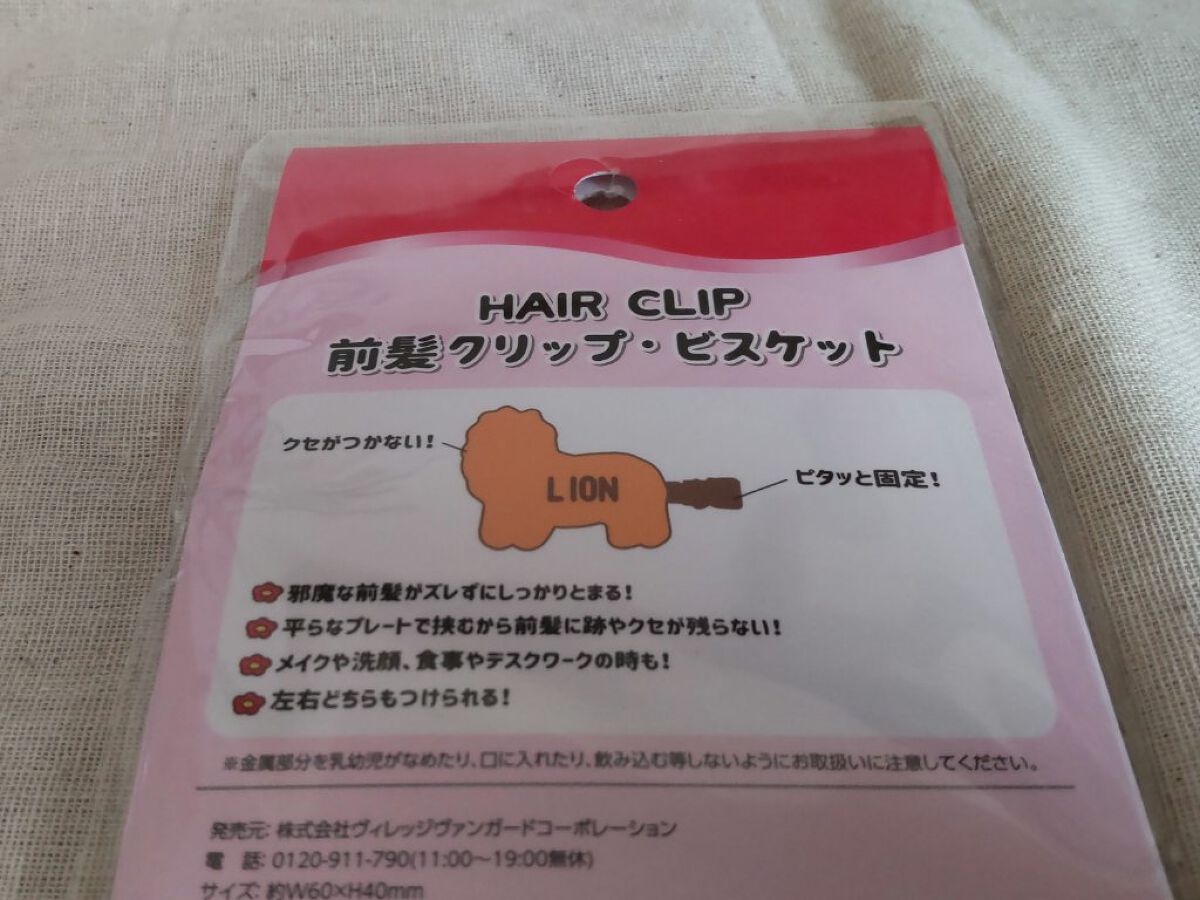 HAIR CLIP
前髪クリップ・ビスケット
クセがつかない!
LION
ピタッと固定!
邪魔な前髪がズレずにしっかりとまる!
平らなプレートで挟むから前髪に跡やクセが残らない!
メイクや洗顔、食事やデスクワークの時も!
左右どちらもつけられる!
※金属部分を乳幼児がなめたり、口に入れたり、飲み込む等しないようにお取扱いに注意してください。
発売元: 株式会社ヴィレッジヴァンガードコーポレーション
電 話: 0120-911-790(11:00〜19:00無休)
サイズ: 約W60×H40mm